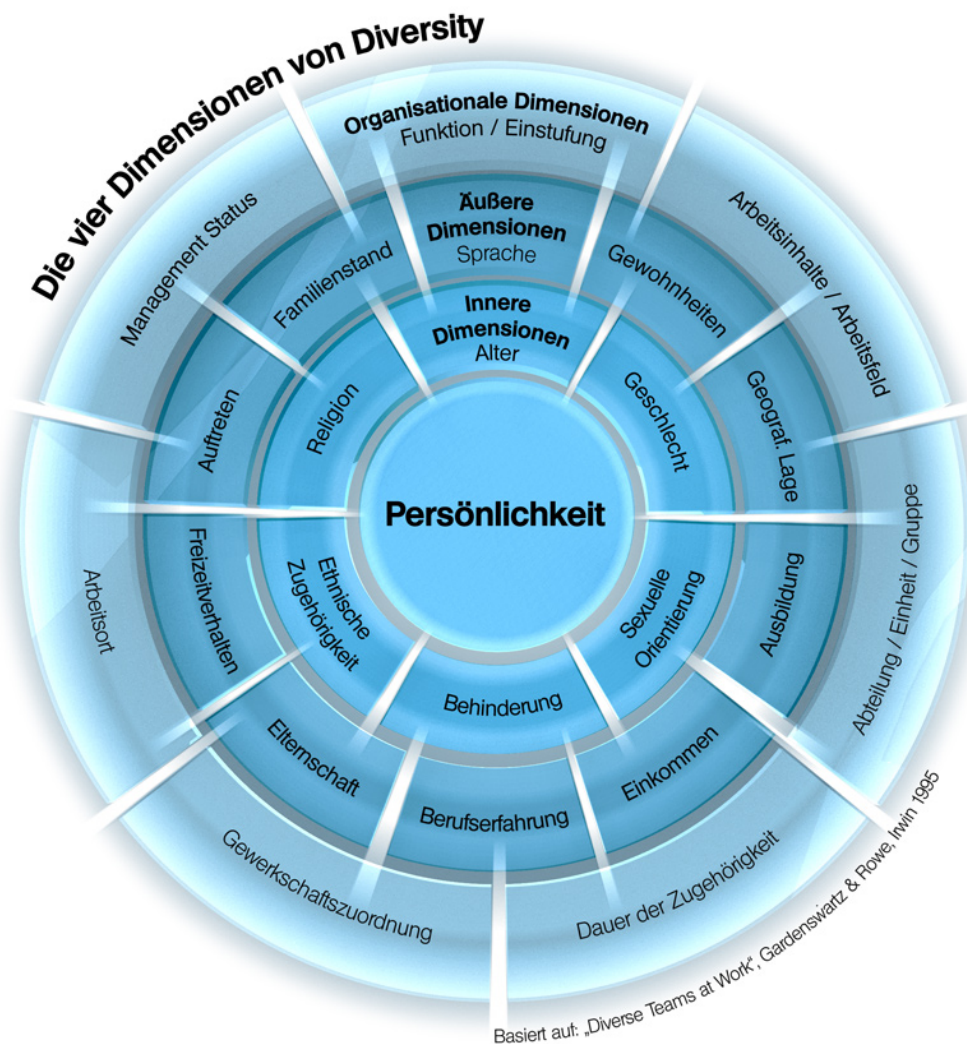 Die vier Dimensionen von Diversity
Organisationale Dimensionen
Funktion / Einstufung
Arbeitsinhalte / Arbeitsfeld
Abteilung / Einheit / Gruppe
Dauer der Zugehörigkeit
Gewerkschaftszuordnung
Arbeitsort
Management Status
Äußere
Dimensionen
Sprache
Gewohnheiten
Geograf. Lage
Ausbildung
Einkommen
Berufserfahrung
Elternschaft
Freizeitverhalten
Auftreten
Familienstand
Innere
Dimensionen
Alter
Geschlecht
Sexuelle
Orientierung
Behinderung
Ethnische
Zugehörigkeit
Religion
Persönlichkeit
Basiert auf: „Diverse Teams at Work“, Gardenswartz & Rowe, Irwin 1995